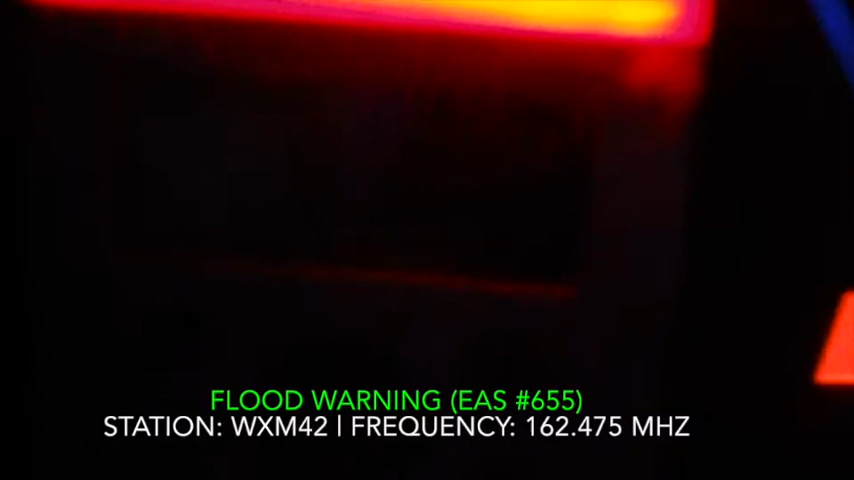 FLOOD WARNING (EAS #655)
STATION: WXM42 | FREQUENCY: 162.475 MHZ